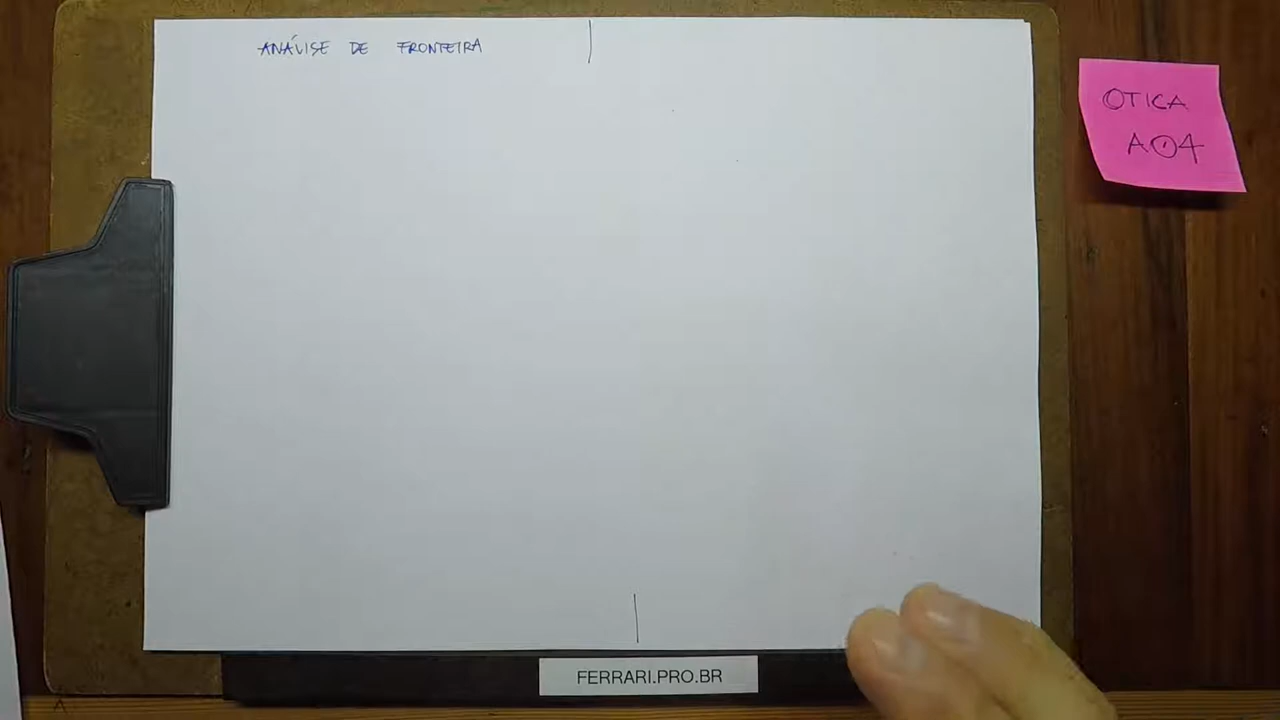 ANÁLISE DE FRONTEIRA
OTICA
A04
FERRARI.PRO.BR